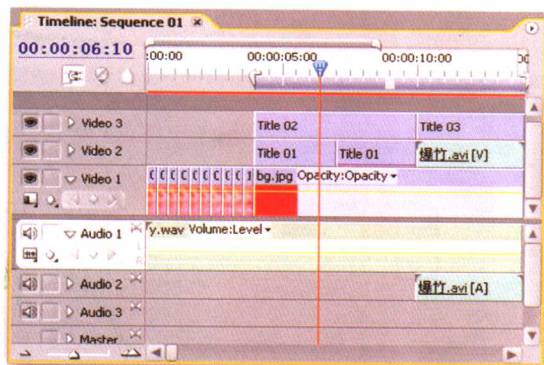 Timeline: Sequence 01 ×
00:00:06:10
:00:00 00:00:05:00 00:00:10:00
Video 3 Title 02 Title 03
Video 2 Title 01 Title 01 爆竹.avi [V]
Video 1 bg.jpg Opacity:Opacity
Audio 1 y.wav Volume:Level
Audio 2 爆竹.avi [A]
Audio 3
Master